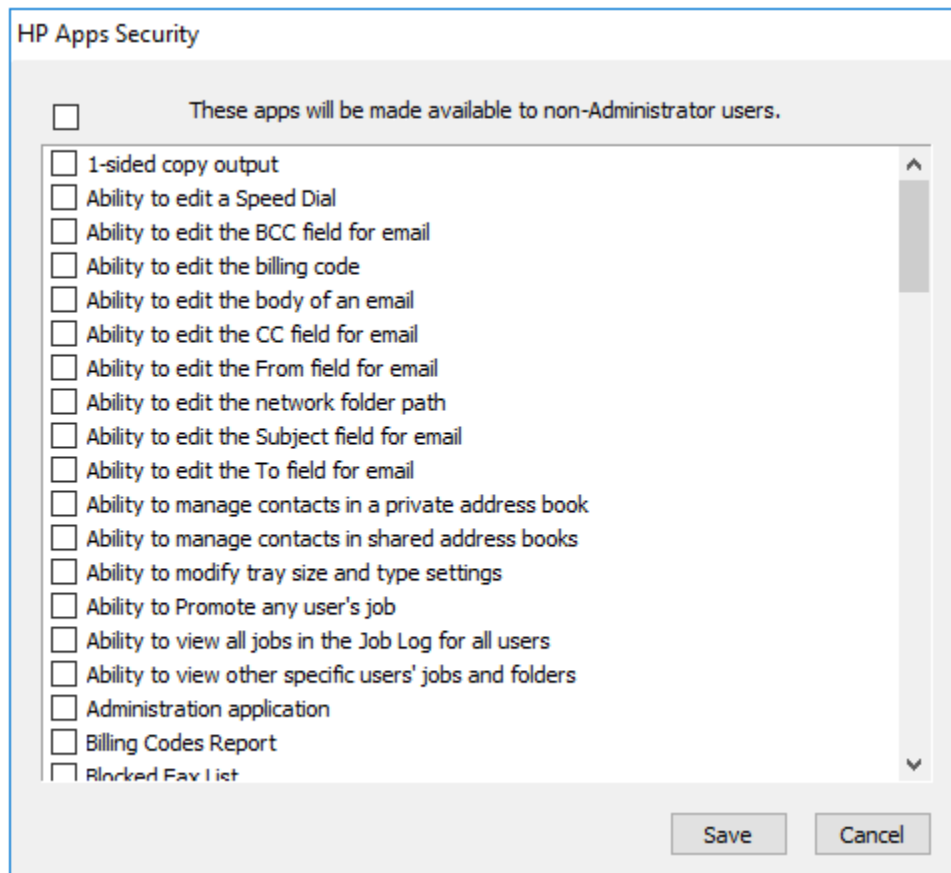 HP Apps Security
These apps will be made available to non-Administrator users.
1-sided copy output
Ability to edit a Speed Dial
Ability to edit the BCC field for email
Ability to edit the billing code
Ability to edit the body of an email
Ability to edit the CC field for email
Ability to edit the From field for email
Ability to edit the network folder path
Ability to edit the Subject field for email
Ability to edit the To field for email
Ability to manage contacts in a private address book
Ability to manage contacts in shared address books
Ability to modify tray size and type settings
Ability to Promote any user's job
Ability to view all jobs in the Job Log for all users
Ability to view other specific users' jobs and folders
Administration application
Billing Codes Report
Blocked Fax List
Save Cancel